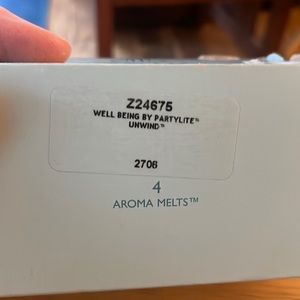 Z24675
WELL BEING BY PARTYLITE™
UNWIND™
2706
4
AROMA MELTS™